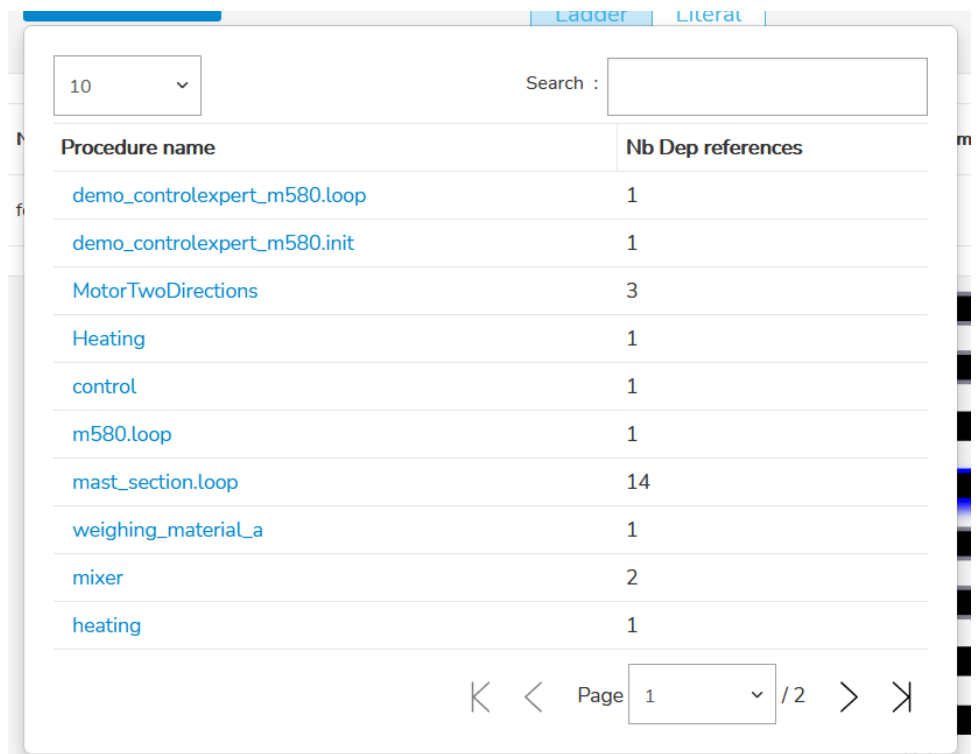 Ladder Literal
10 Search :
Procedure name Nb Dep references
demo_controlexpert_m580.loop 1
demo_controlexpert_m580.init 1
MotorTwoDirections 3
Heating 1
control 1
m580.loop 1
mast_section.loop 14
weighing_material_a 1
mixer 2
heating 1
Page 1 / 2